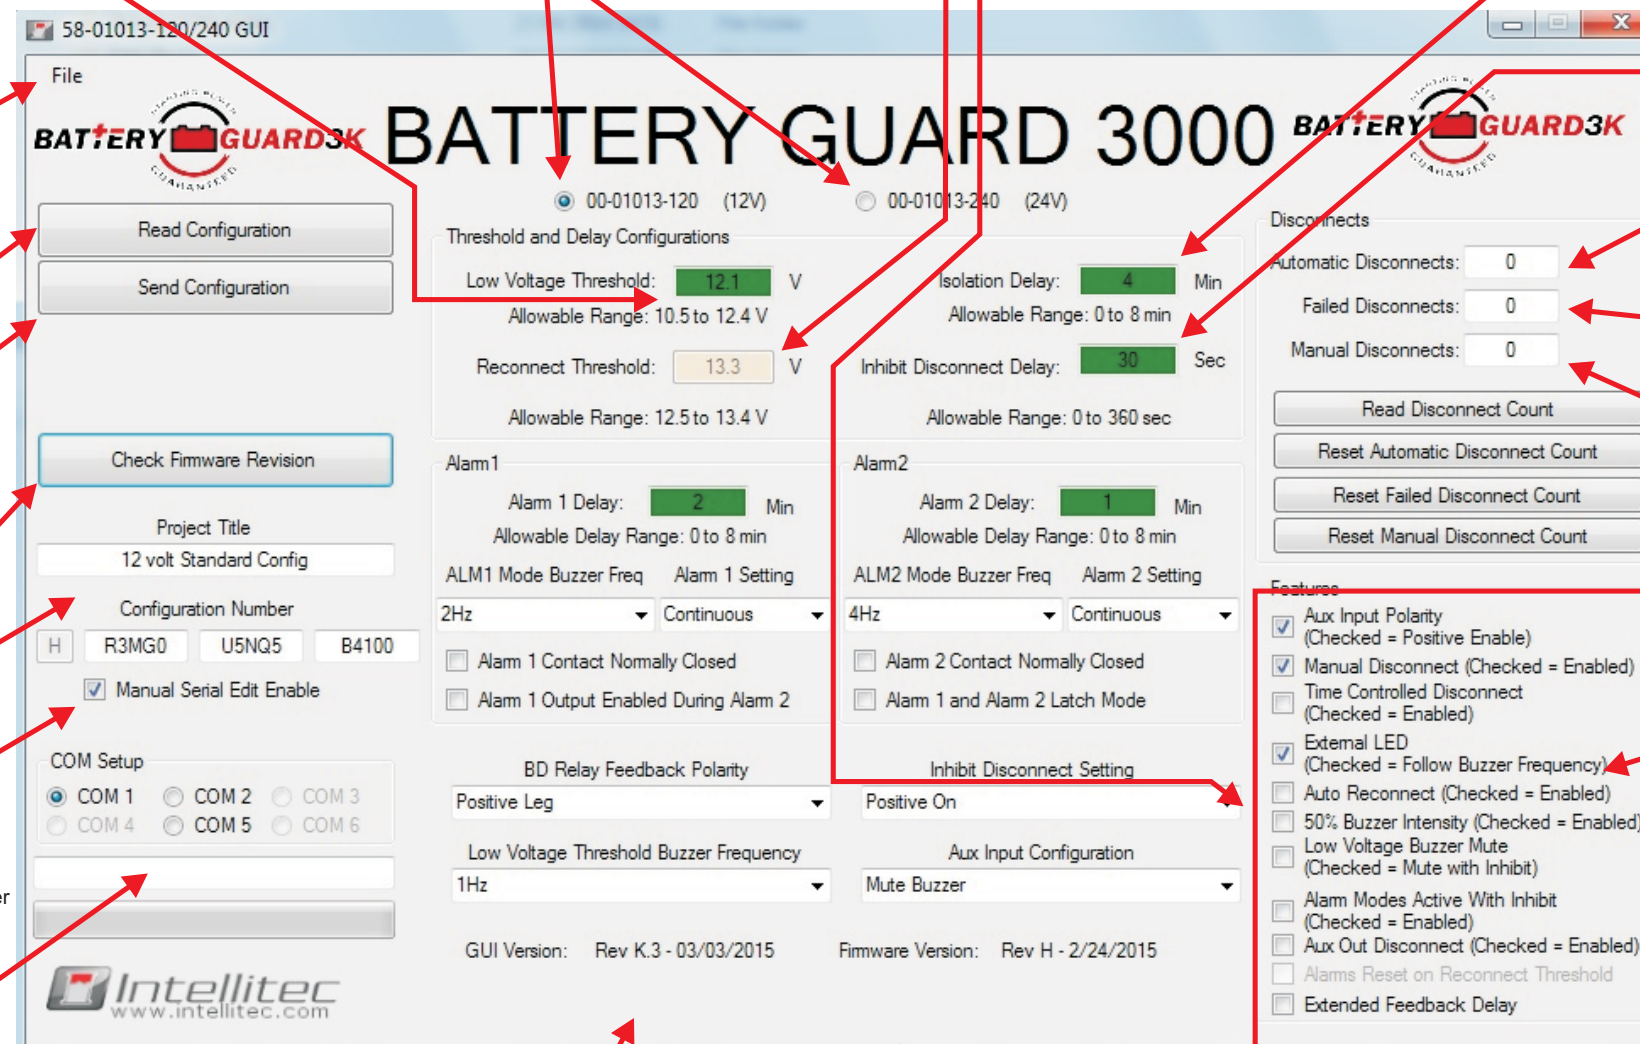 58-01013-120/240 GUI
File
BATTERY GUARD3K
BATTERY GUARD 3000
BATTERY GUARD3K
GUARANTEED
GUARANTEED
00-01013-120 (12V)
00-01013-240 (24V)
Read Configuration
Send Configuration
Check Firmware Revision
Project Title
12 volt Standard Config
Configuration Number
H R3MG0 U5NQ5 B4100
Manual Serial Edit Enable
COM Setup
COM 1 COM 2 COM 3
COM 4 COM 5 COM 6
er
Intellitec
www.intellitec.com
Threshold and Delay Configurations
Low Voltage Threshold: 12.1 V
Allowable Range: 10.5 to 12.4 V
Reconnect Threshold: 13.3 V
Allowable Range: 12.5 to 13.4 V
Isolation Delay: 4 Min
Allowable Range: 0 to 8 min
Inhibit Disconnect Delay: 30 Sec
Allowable Range: 0 to 360 sec
Alarm1
Alarm 1 Delay: 2 Min
Allowable Delay Range: 0 to 8 min
ALM1 Mode Buzzer Freq Alarm 1 Setting
2Hz Continuous
Alarm 1 Contact Normally Closed
Alarm 1 Output Enabled During Alarm 2
Alarm2
Alarm 2 Delay: 1 Min
Allowable Delay Range: 0 to 8 min
ALM2 Mode Buzzer Freq Alarm 2 Setting
4Hz Continuous
Alarm 2 Contact Normally Closed
Alarm 1 and Alarm 2 Latch Mode
BD Relay Feedback Polarity
Positive Leg
Inhibit Disconnect Setting
Positive On
Low Voltage Threshold Buzzer Frequency
1Hz
Aux Input Configuration
Mute Buzzer
GUI Version: Rev K.3 - 03/03/2015
Firmware Version: Rev H - 2/24/2015
Disconnects
Automatic Disconnects: 0
Failed Disconnects: 0
Manual Disconnects: 0
Read Disconnect Count
Reset Automatic Disconnect Count
Reset Failed Disconnect Count
Reset Manual Disconnect Count
Features
Aux Input Polarity
(Checked = Positive Enable)
Manual Disconnect (Checked = Enabled)
Time Controlled Disconnect
(Checked = Enabled)
External LED
(Checked = Follow Buzzer Frequency)
Auto Reconnect (Checked = Enabled)
50% Buzzer Intensity (Checked = Enabled)
Low Voltage Buzzer Mute
(Checked = Mute with Inhibit)
Alarm Modes Active With Inhibit
(Checked = Enabled)
Aux Out Disconnect (Checked = Enabled)
Alarms Reset on Reconnect Threshold
Extended Feedback Delay